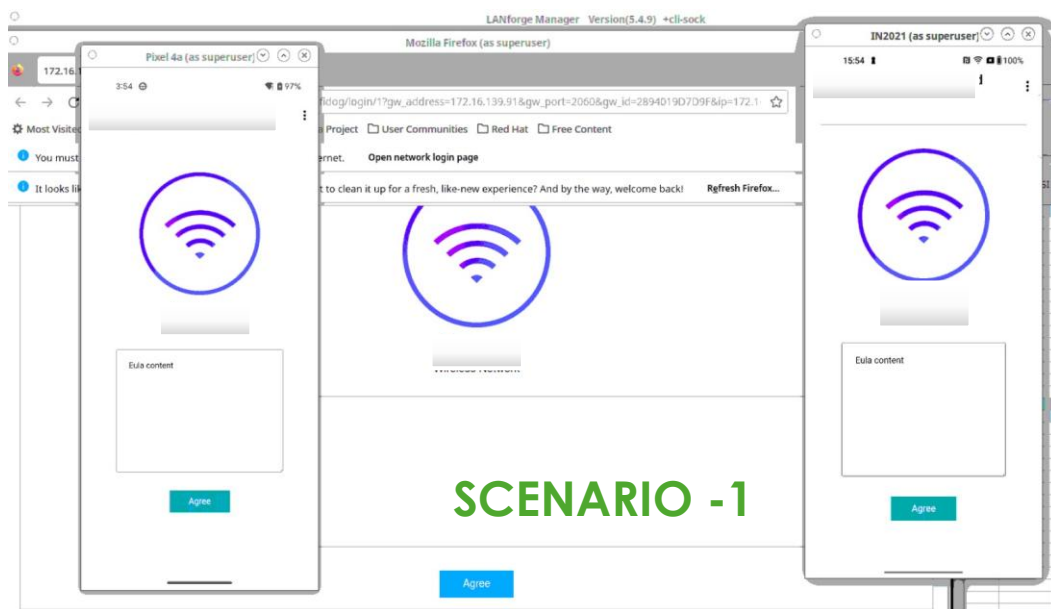 LANforge Manager Version(5.4.9) +cli-sock
Mozilla Firefox (as superuser)
Pixel 4a (as superuser)
IN2021 (as superuser)
172.16.
3:54
97%
15:54
100%
fidog/login/1?gw_address=172.16.139.91&gw_port=2060&gw_id=2894019D7D9F&ip=172.1
Most Visited
Project
User Communities
Red Hat
Free Content
You must
ernet.
Open network login page
It looks lik
t to clean it up for a fresh, like-new experience? And by the way, welcome back!
Refresh Firefox...
Eula content
Agree
Wireless Network
Agree
Eula content
Agree
SCENARIO -1